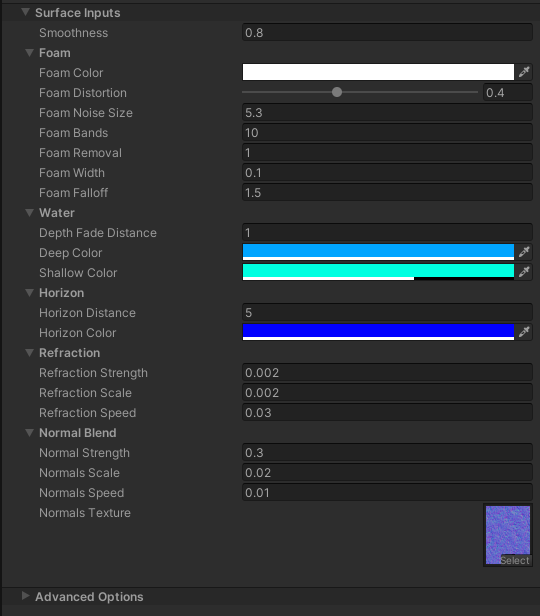 Surface Inputs
Smoothness 0.8
Foam
Foam Color
Foam Distortion 0.4
Foam Noise Size 5.3
Foam Bands 10
Foam Removal 1
Foam Width 0.1
Foam Falloff 1.5
Water
Depth Fade Distance 1
Deep Color
Shallow Color
Horizon
Horizon Distance 5
Horizon Color
Refraction
Refraction Strength 0.002
Refraction Scale 0.002
Refraction Speed 0.03
Normal Blend
Normal Strength 0.3
Normals Scale 0.02
Normals Speed 0.01
Normals Texture
Select
Advanced Options